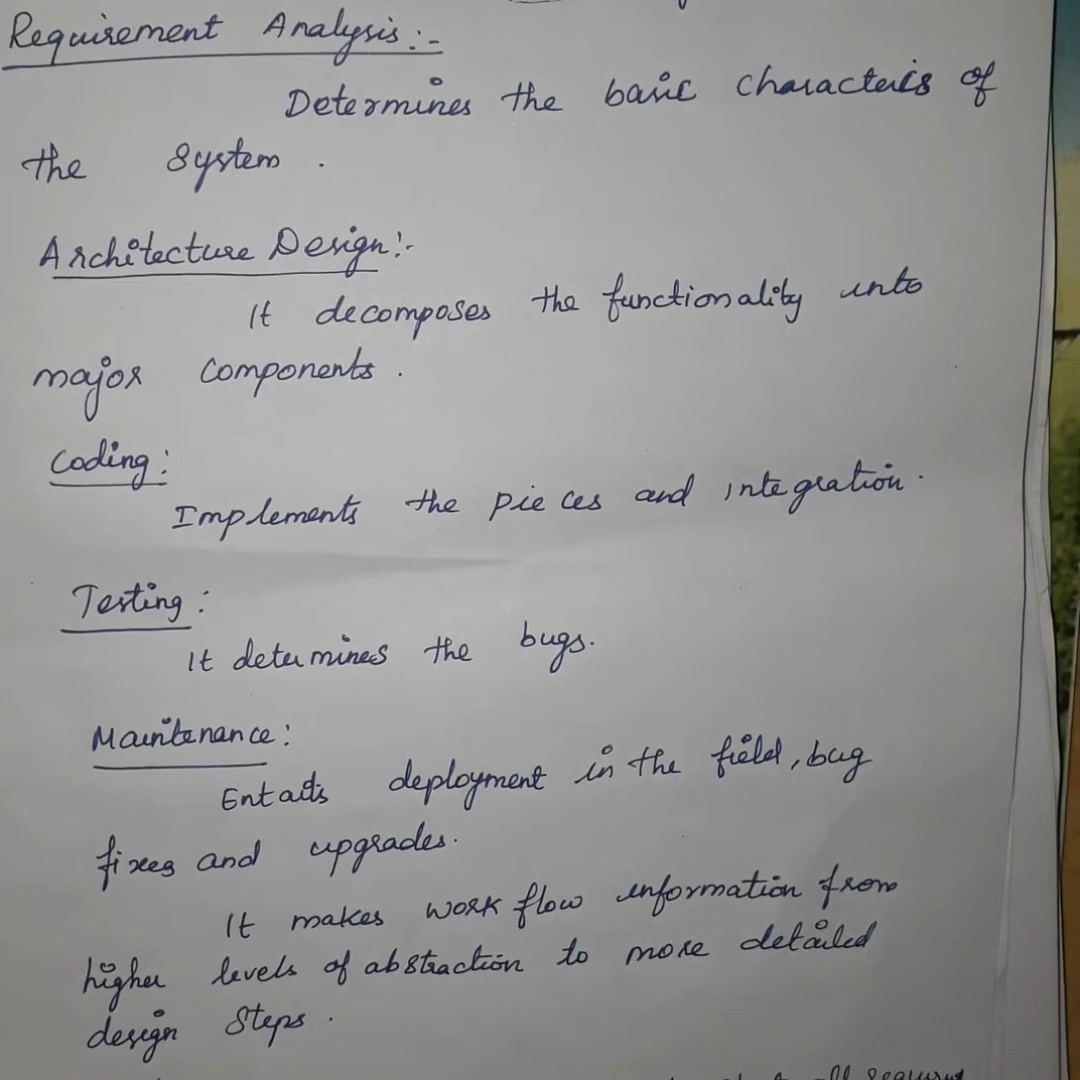 Requirement Analysis:-
Determines the basic characteris of
the System.
Architecture Design:-
It decomposes the functionality into
major components.
Coding:
Implements the pieces and integration.
Testing:
It determines the bugs.
Maintenance:
Entails deployment in the field, bug
fixes and upgrades.
It makes work flow information from
higher levels of abstraction to more detailed
design Steps.